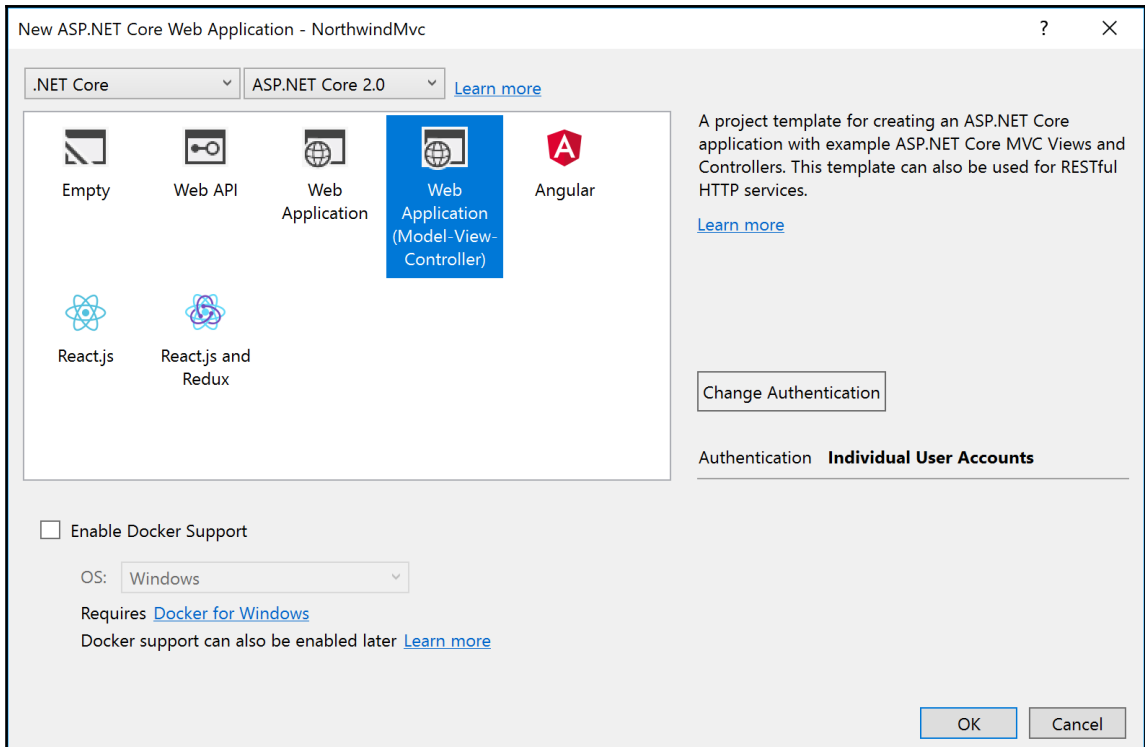 New ASP.NET Core Web Application - NorthwindMvc
?
.NET Core
ASP.NET Core 2.0
Learn more
Empty
Web API
Web
Application
Web
Application
(Model-View-
Controller)
Angular
React.js
React.js and
Redux
A project template for creating an ASP.NET Core
application with example ASP.NET Core MVC Views and
Controllers. This template can also be used for RESTful
HTTP services.
Learn more
Change Authentication
Authentication Individual User Accounts
Enable Docker Support
OS: Windows
Requires Docker for Windows
Docker support can also be enabled later Learn more
OK
Cancel